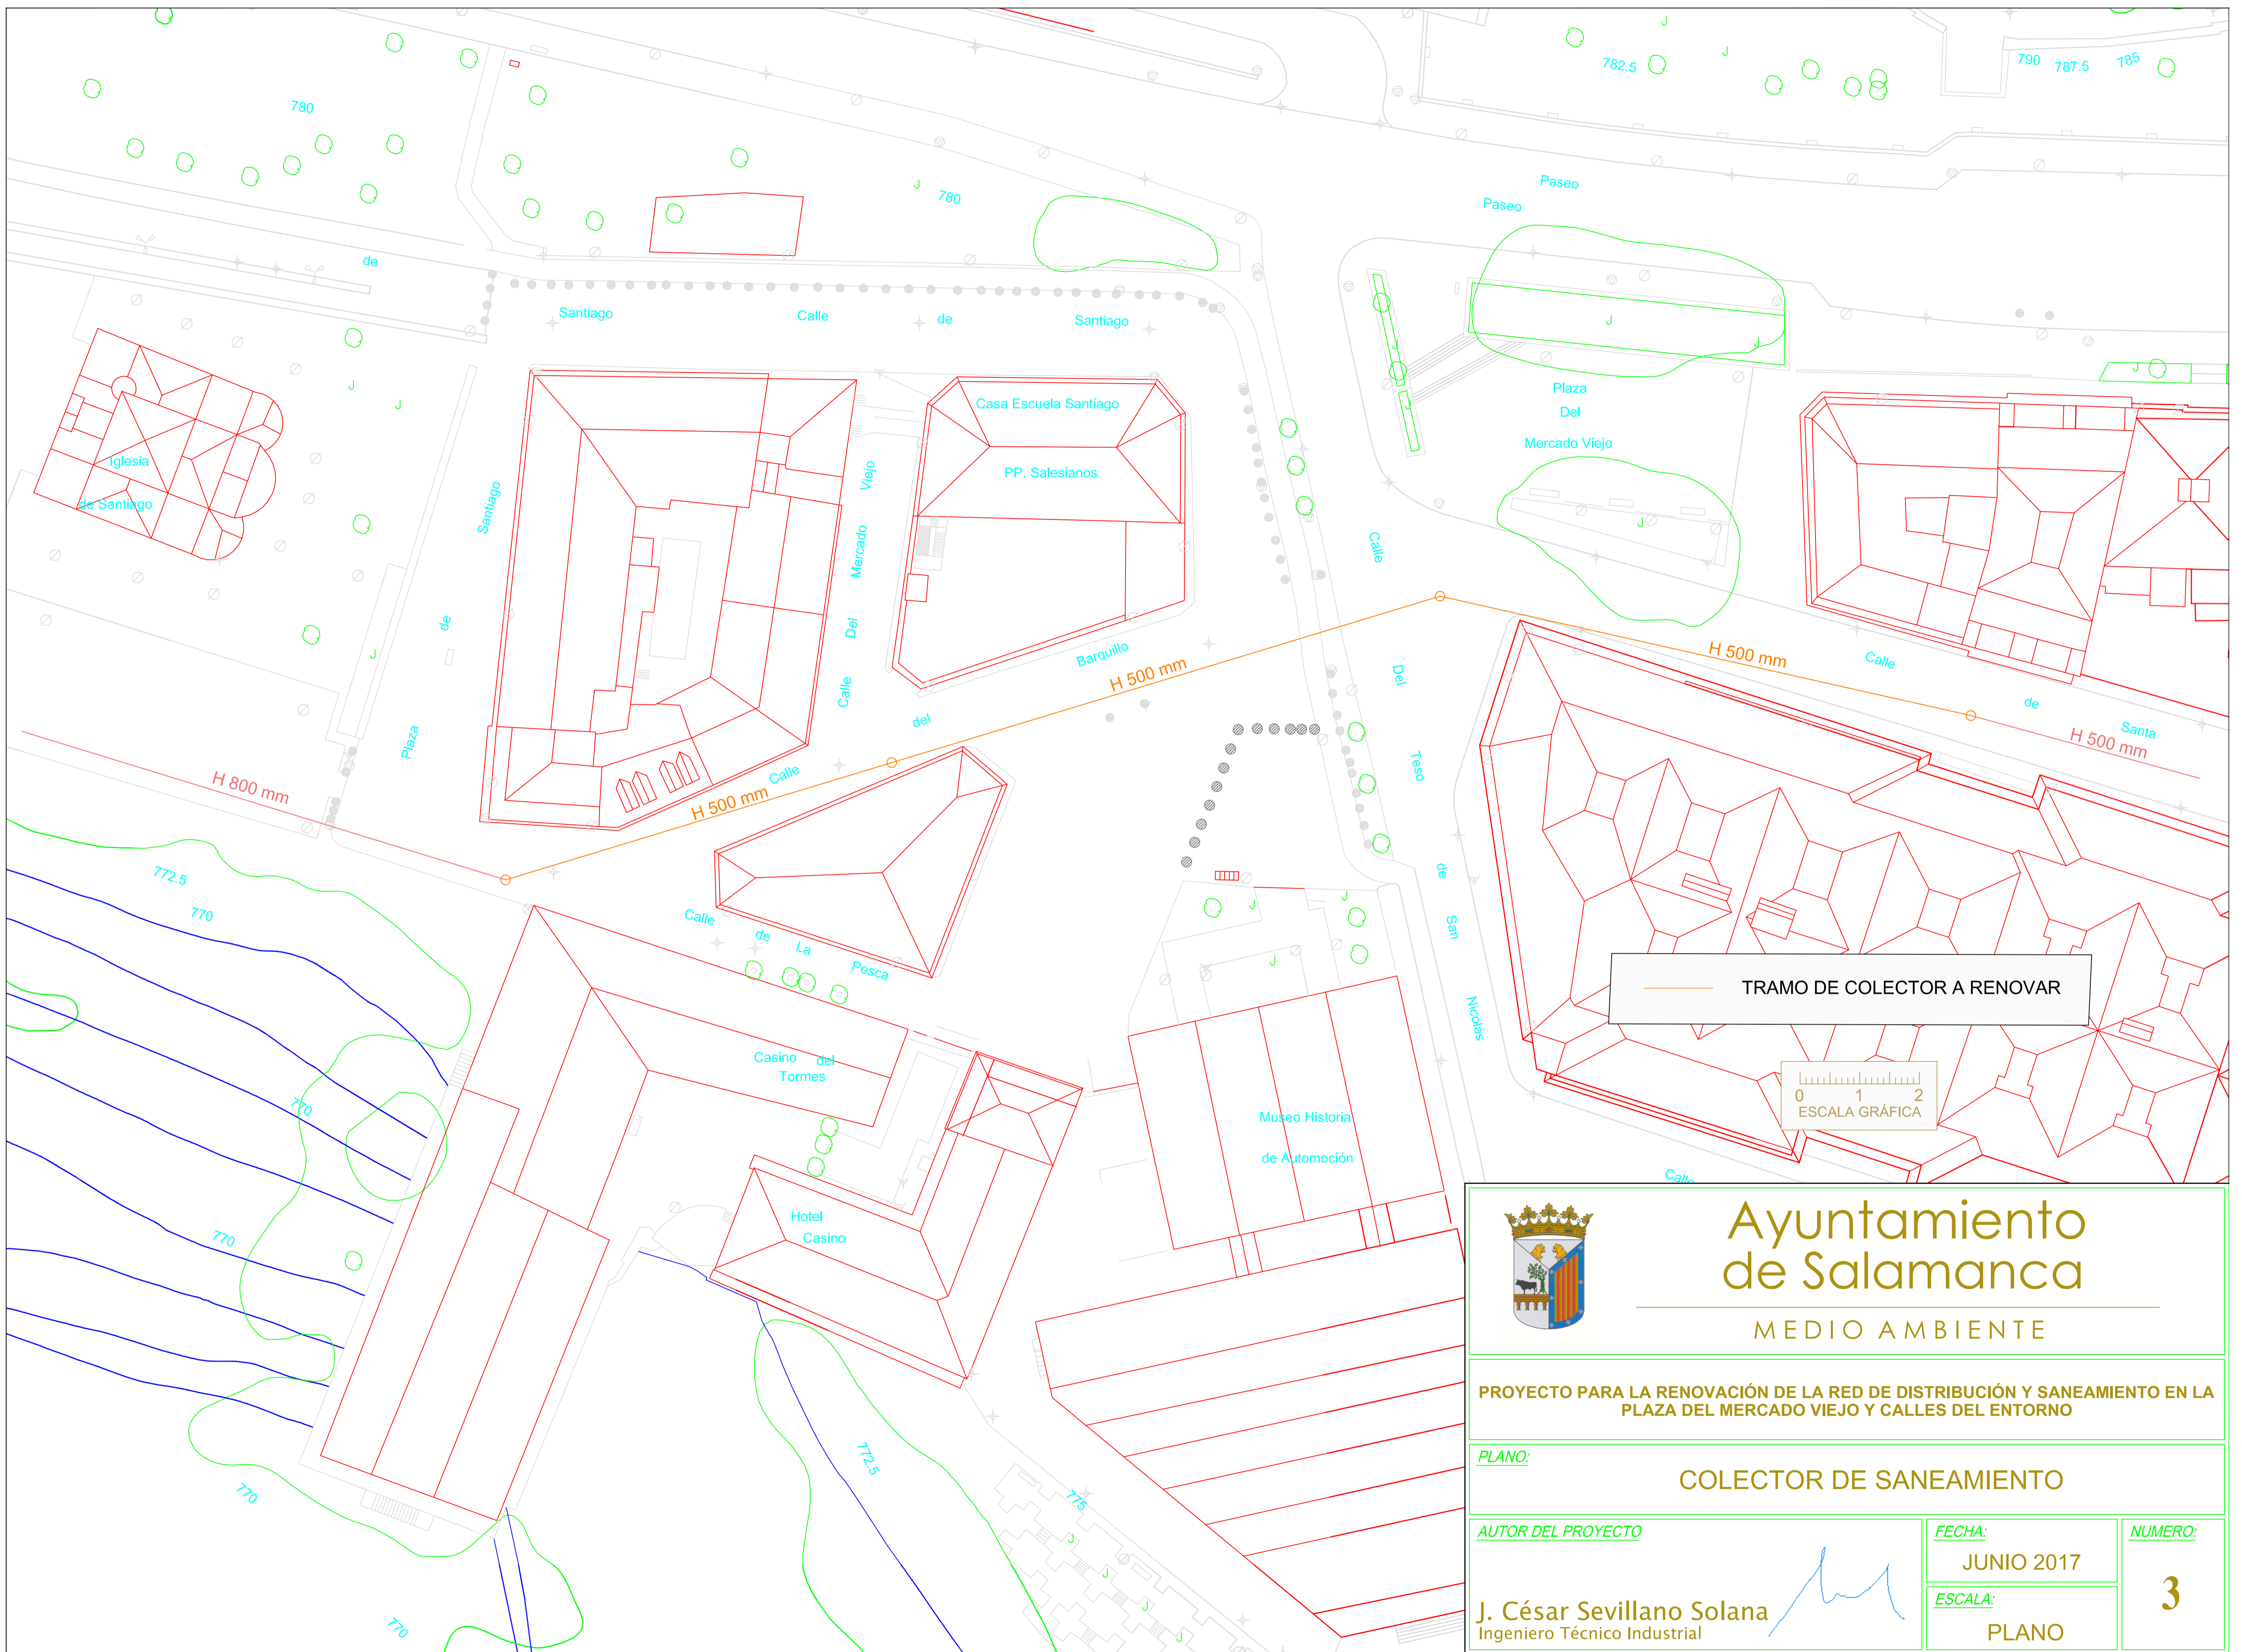 780
782.5
790 787.5 785
780
J
J
J
Paseo
Paseo
de
Santiago
Calle
de
Santiago
J
J
J
J
J
J
J
J
Casa Escuela Santiago
PP. Salesianos
Plaza
Del
Mercado Viejo
J
Iglesia
de Santiago
Plaza
de
Santiago
Calle
Del
Mercado
Viejo
Calle
del
Barquillo
Calle
Del
Teso
de
San
Nicolás
Calle
de
Santa
J
H 500 mm
H 500 mm
H 500 mm
H 500 mm
H 800 mm
772.5
770
Calle
de
La
Pesca
J
J
J
Casino del
Tormes
770
770
770
770
Hotel
Casino
Museo Historia
de Automoción
772.5
775
J
J
J
J
Calle
TRAMO DE COLECTOR A RENOVAR
0 1 2
ESCALA GRÁFICA
Ayuntamiento
de Salamanca
MEDIO AMBIENTE
PROYECTO PARA LA RENOVACIÓN DE LA RED DE DISTRIBUCIÓN Y SANEAMIENTO EN LA
PLAZA DEL MERCADO VIEJO Y CALLES DEL ENTORNO
PLANO:
COLECTOR DE SANEAMIENTO
AUTOR DEL PROYECTO
J. César Sevillano Solana
Ingeniero Técnico Industrial
FECHA:
JUNIO 2017
ESCALA:
PLANO
NUMERO:
3